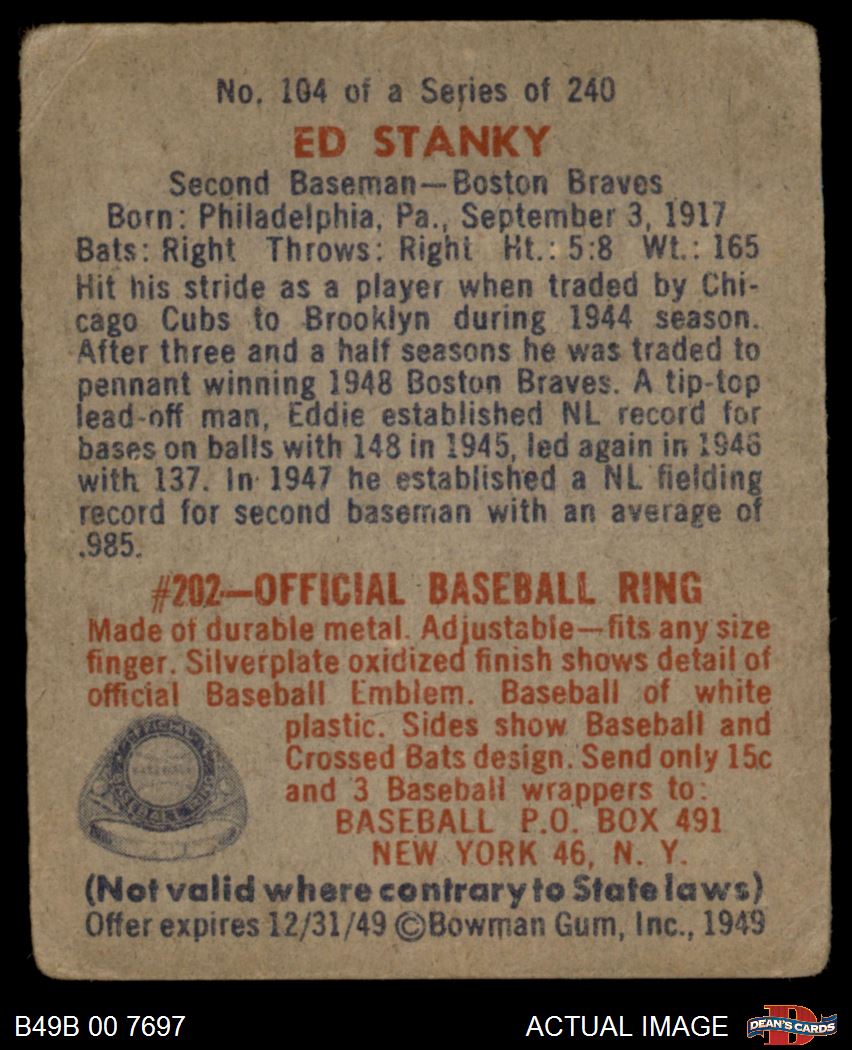 No. 104 of a Series of 240
ED STANKY
Second Baseman—Boston Braves
Born: Philadelphia, Pa., September 3, 1917
Bats: Right Throws: Right Ht.: 5:8 Wt.: 165
Hit his stride as a player when traded by Chi-
cago Cubs to Brooklyn during 1944 season.
After three and a half seasons he was traded to
pennant winning 1948 Boston Braves. A tip-top
lead-off man, Eddie established NL record for
bases on balls with 148 in 1945, led again in 1946
with 137. In 1947 he established a NL fielding
record for second baseman with an average of
.985.
#202—OFFICIAL BASEBALL RING
Made of durable metal. Adjustable—fits any size
finger. Silverplate oxidized finish shows detail of
official Baseball Emblem. Baseball of white
plastic. Sides show Baseball and
Crossed Bats design. Send only 15c
and 3 Baseball wrappers to:
BASEBALL P.O. BOX 491
NEW YORK 46, N. Y.
OFFICIAL
BASEBALL RING
(Not valid where contrary to State laws)
Offer expires 12/31/49 ©Bowman Gum, Inc., 1949
B49B 00 7697
ACTUAL IMAGE
DEAN'S CARDS